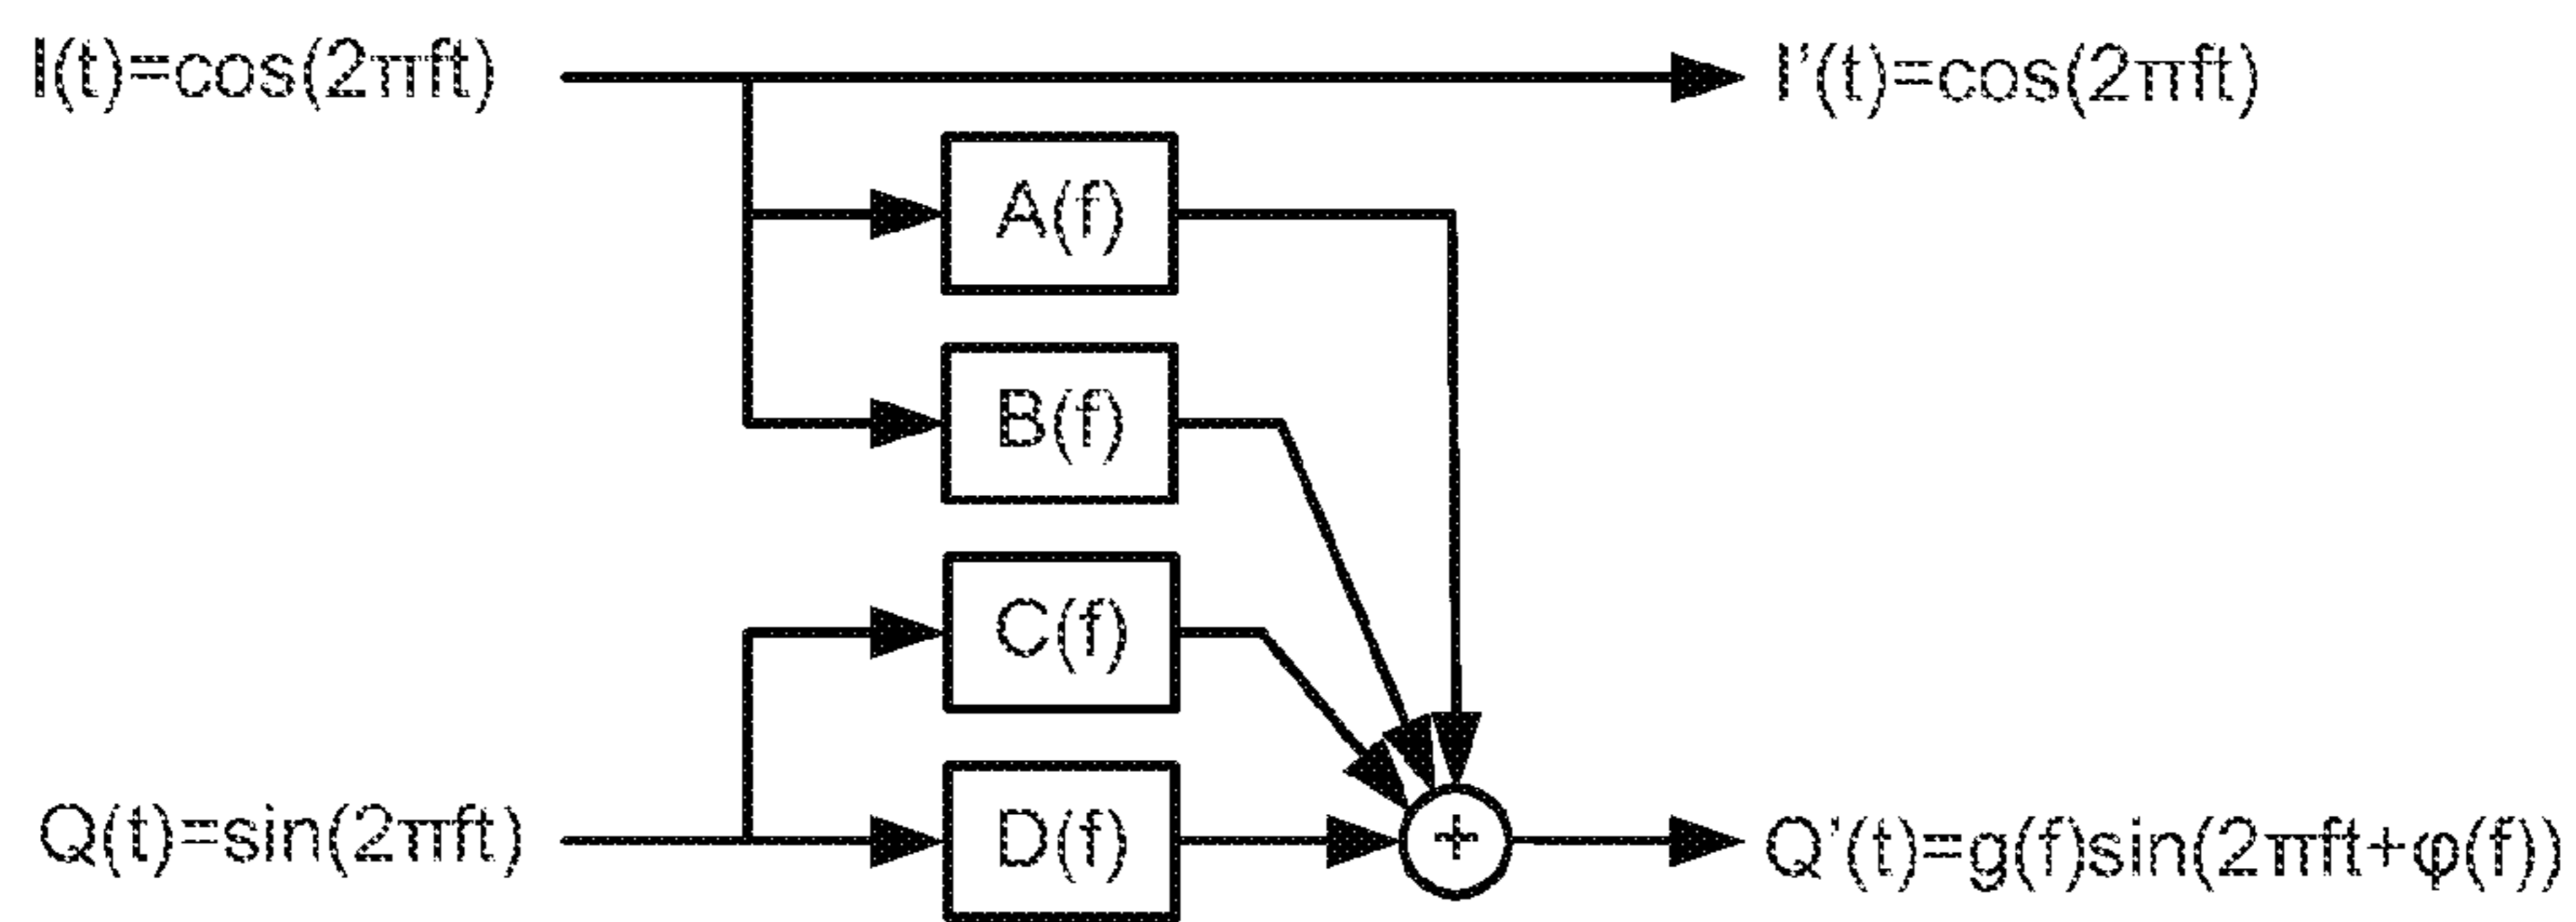 I(t)=cos(2πft)
I'(t)=cos(2πft)
A(f)
B(f)
C(f)
D(f)
+
Q(t)=sin(2πft)
Q'(t)=g(f)sin(2πft+φ(f))